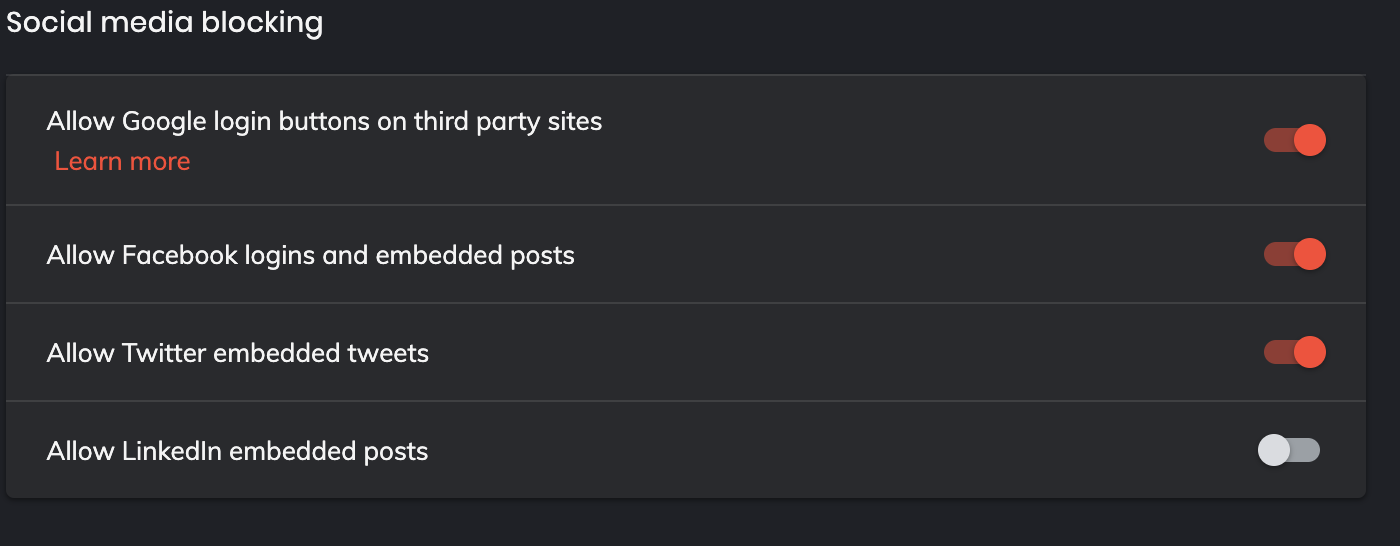 Social media blocking
Allow Google login buttons on third party sites
Learn more
Allow Facebook logins and embedded posts
Allow Twitter embedded tweets
Allow LinkedIn embedded posts